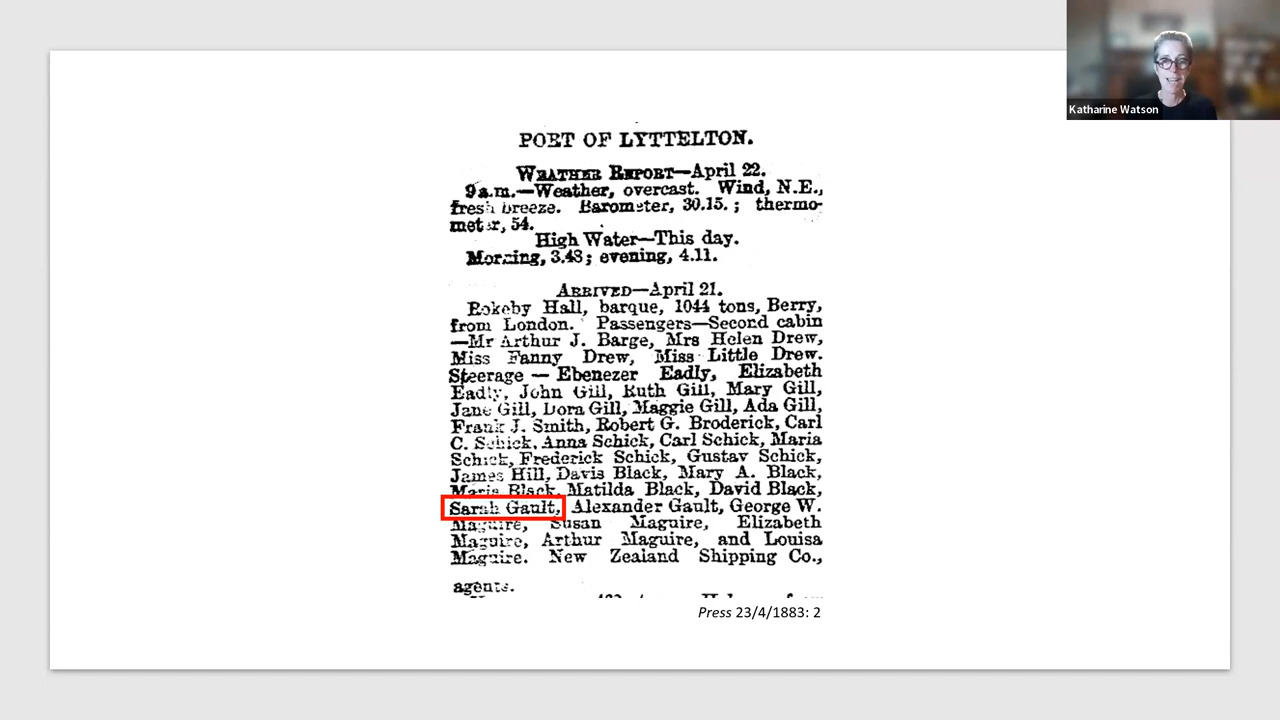 Katharine Watson
PORT OF LYTTELTON.
WEATHER REPORT—April 22.
9a.m.—Weather, overcast. Wind, N.E.,
fresh breeze. Barometer, 30.15. ; thermo-
meter, 54.
High Water—This day.
Morning, 3.43; evening, 4.11.
ARRIVED—April 21.
Rokeby Hall, barque, 1044 tons, Berry,
from London. Passengers—Second cabin
—Mr Arthur J. Barge, Mrs Helen Drew,
Miss Fanny Drew, Miss Little Drew.
Steerage — Ebenezer Eadly, Elizabeth
Eadly, John Gill, Ruth Gill, Mary Gill,
Jane Gill, Dora Gill, Maggie Gill, Ada Gill,
Frank J. Smith, Robert G. Broderick, Carl
C. Schick, Anna Schick, Carl Schick, Maria
Schick, Frederick Schick, Gustav Schick,
James Hill, Davis Black, Mary A. Black,
Maria Black, Matilda Black, David Black,
Sarah Gault, Alexander Gault, George W.
Maguire, Susan Maguire, Elizabeth
Maguire, Arthur Maguire, and Louisa
Maguire. New Zealand Shipping Co.,
agents.
Press 23/4/1883: 2